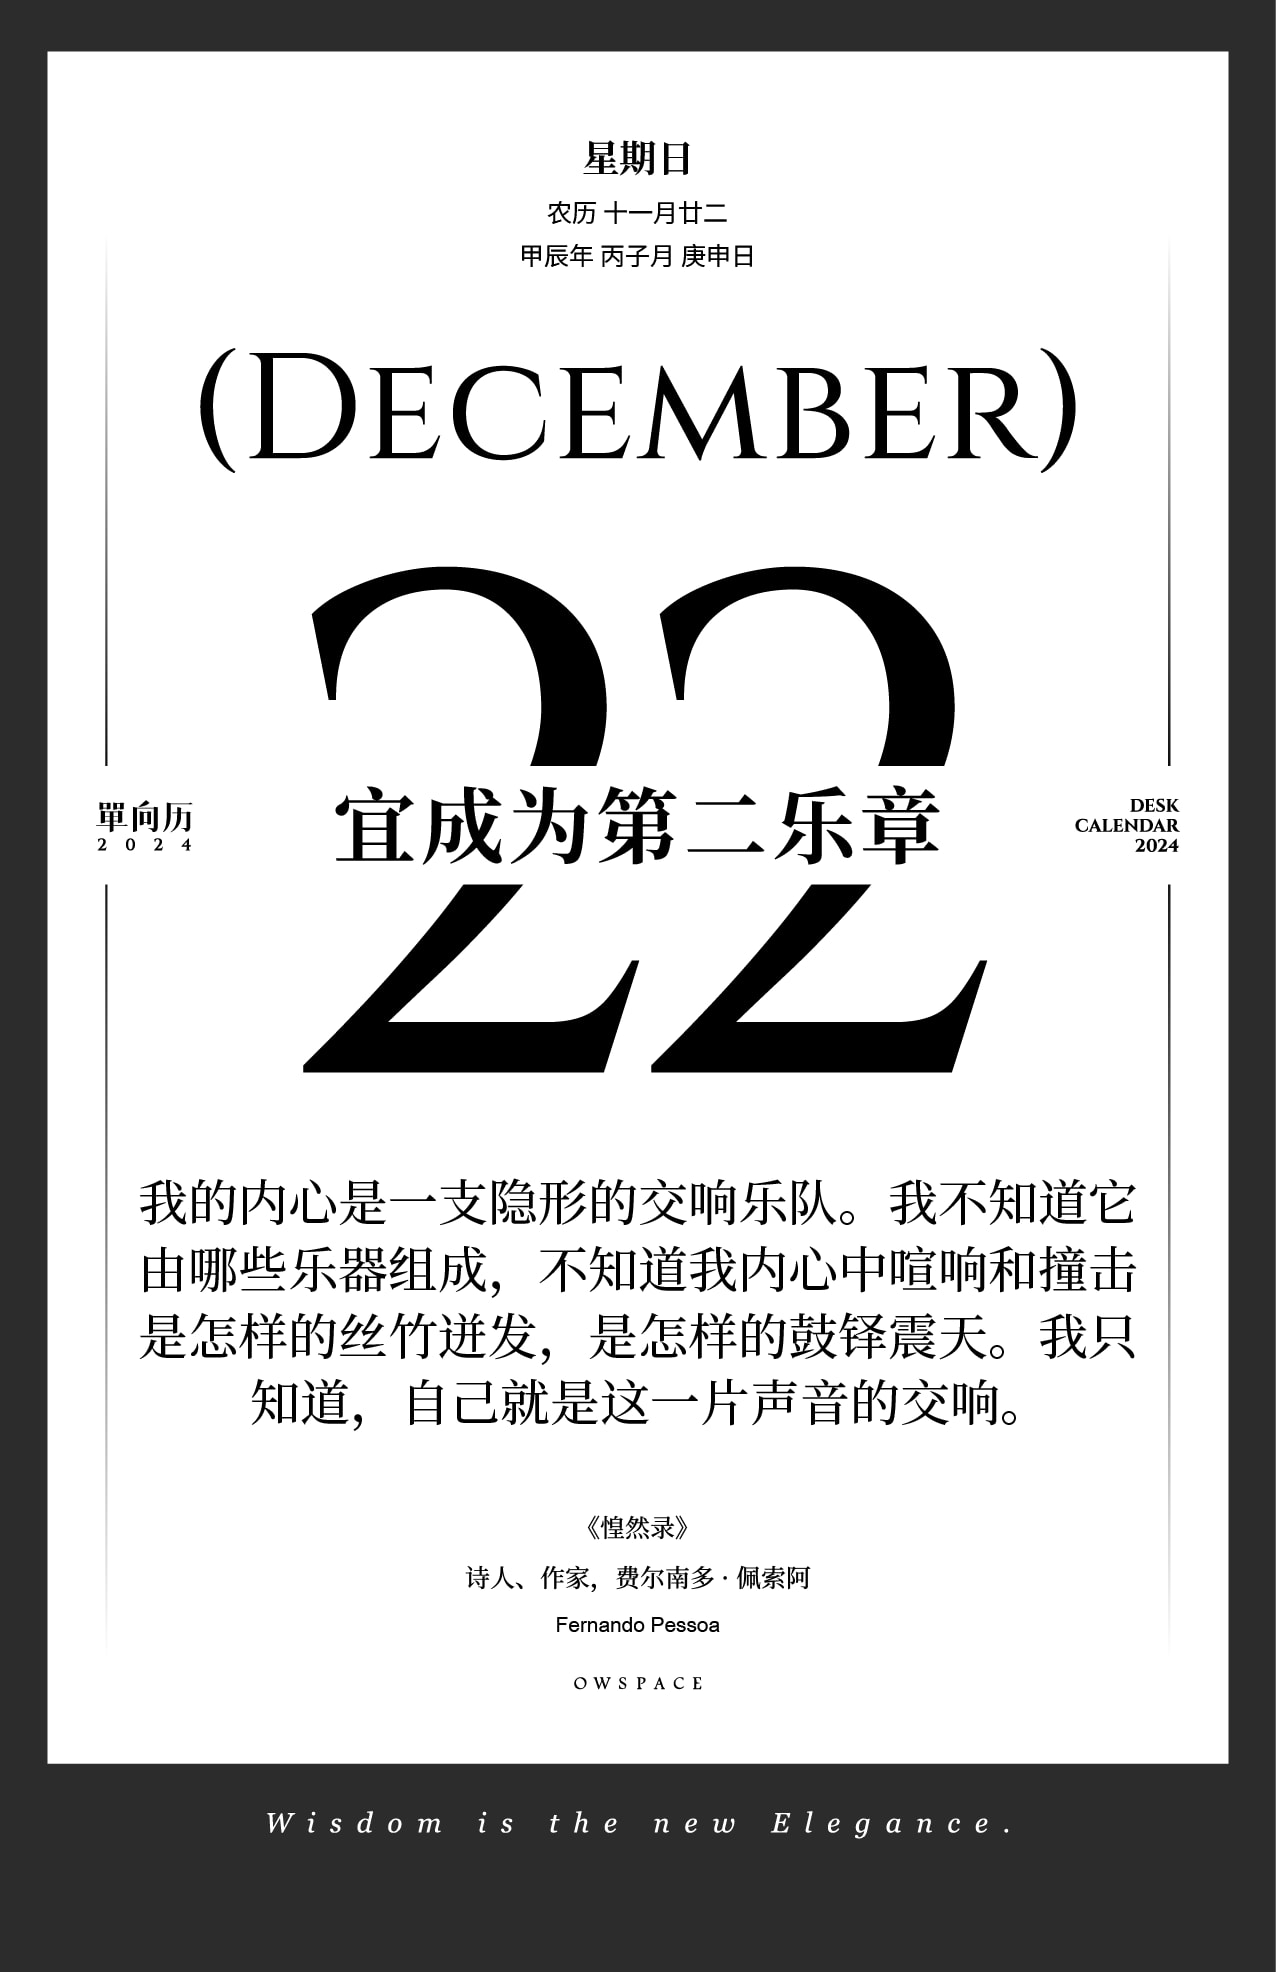 星期日
农历 十一月廿二
甲辰年 丙子月 庚申日
(DECEMBER)
22
單向历
2024
宜成为第二乐章
DESK
CALENDAR
2024
我的内心是一支隐形的交响乐队。我不知道它
由哪些乐器组成，不知道我内心中喧响和撞击
是怎样的丝竹迸发，是怎样的鼓铎震天。我只
知道，自己就是这一片声音的交响。
《惶然录》
诗人、作家，费尔南多·佩索阿
Fernando Pessoa
OWSPACE
Wisdom is the new Elegance.